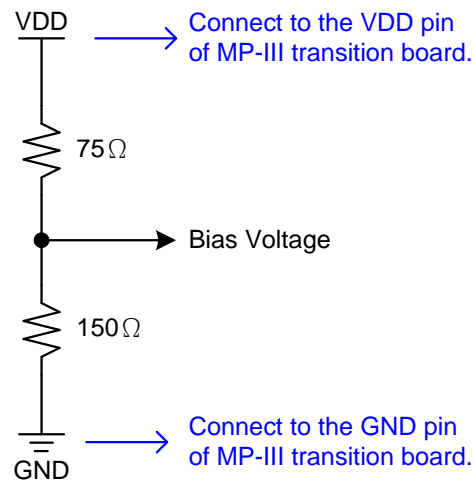 VDD
Connect to the VDD pin
of MP-III transition board.
75Ω
Bias Voltage
150Ω
Connect to the GND pin
of MP-III transition board.
GND